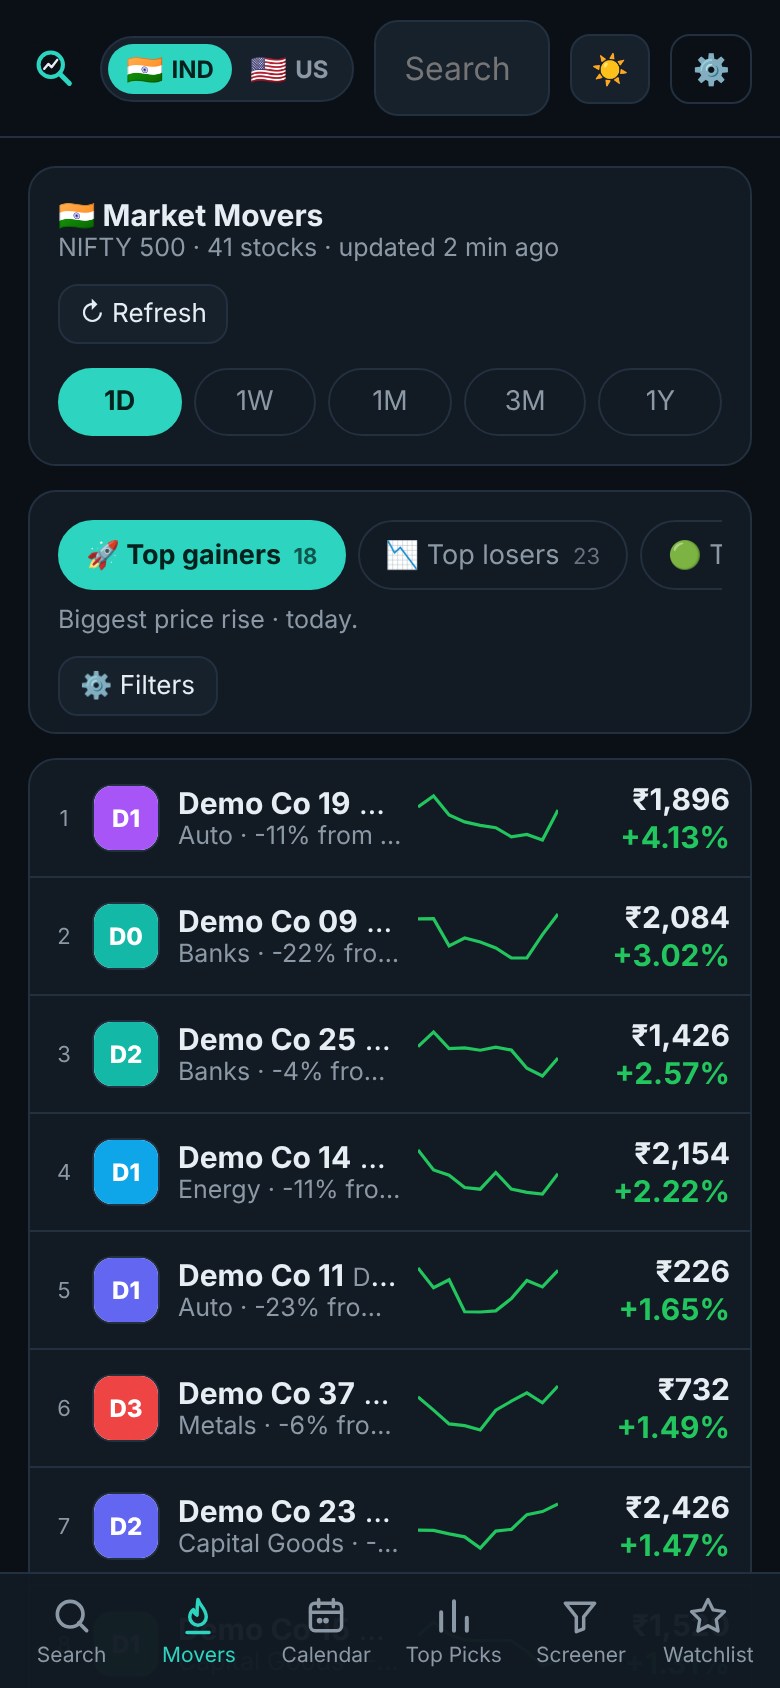 IND
US
Search
Market Movers
NIFTY 500 · 41 stocks · updated 2 min ago
Refresh
1D
1W
1M
3M
1Y
Top gainers 18
Top losers 23
T
Biggest price rise · today.
Filters
1
D1
Demo Co 19 ...
₹1,896
Auto · -11% from ...
+4.13%
2
D0
Demo Co 09 ...
₹2,084
Banks · -22% fro...
+3.02%
3
D2
Demo Co 25 ...
₹1,426
Banks · -4% fro...
+2.57%
4
D1
Demo Co 14 ...
₹2,154
Energy · -11% fro...
+2.22%
5
D1
Demo Co 11 D...
₹226
Auto · -23% fro...
+1.65%
6
D3
Demo Co 37 ...
₹732
Metals · -6% fro...
+1.49%
7
D2
Demo Co 23 ...
₹2,426
Capital Goods · -...
+1.47%
Search
Movers
Calendar
Top Picks
Screener
Watchlist